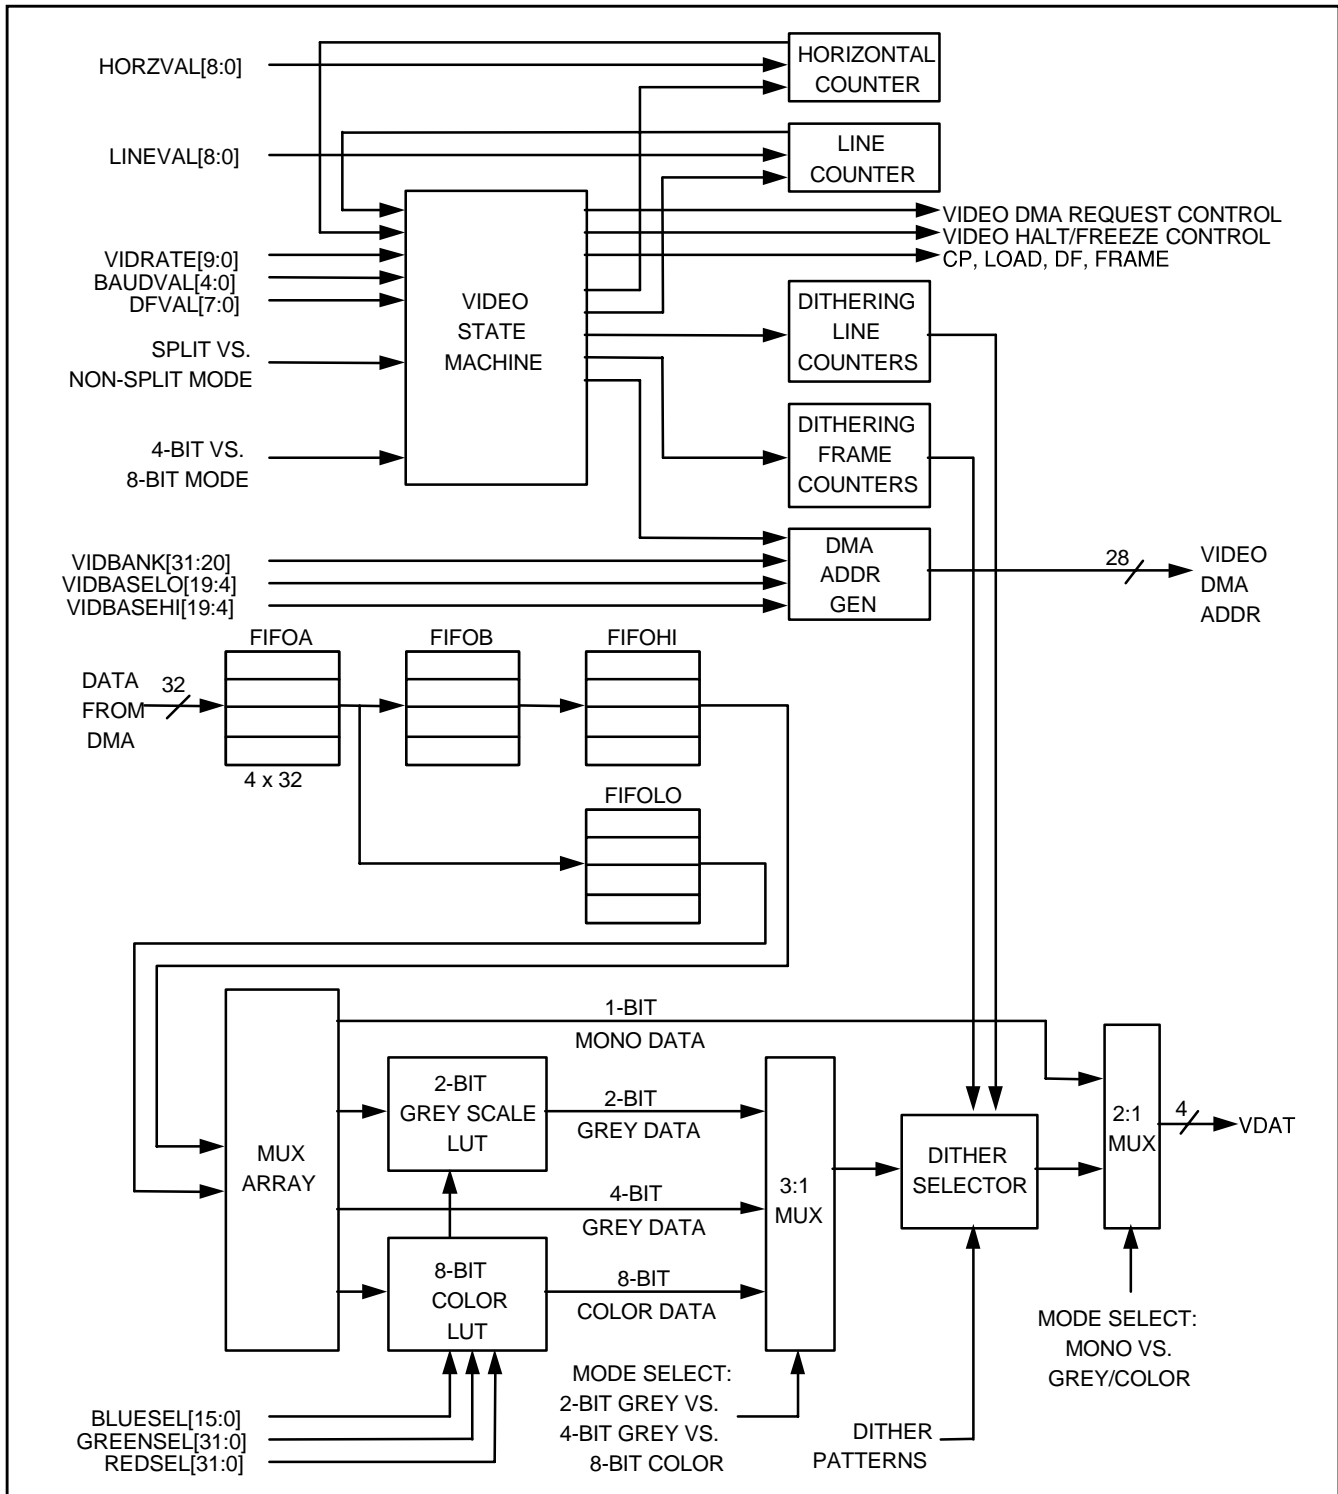 HORZVAL[8:0]
HORIZONTAL
COUNTER
LINEVAL[8:0]
LINE
COUNTER
VIDEO DMA REQUEST CONTROL
VIDEO HALT/FREEZE CONTROL
CP, LOAD, DF, FRAME
VIDRATE[9:0]
BAUDVAL[4:0]
DFVAL[7:0]
SPLIT VS.
NON-SPLIT MODE
4-BIT VS.
8-BIT MODE
VIDEO
STATE
MACHINE
DITHERING
LINE
COUNTERS
DITHERING
FRAME
COUNTERS
VIDBANK[31:20]
VIDBASELO[19:4]
VIDBASEHI[19:4]
DMA
ADDR
GEN
28
VIDEO
DMA
ADDR
FIFOA
FIFOB
FIFOHI
DATA
FROM
DMA
32
4 x 32
FIFOLO
1-BIT
MONO DATA
MUX
ARRAY
2-BIT
GREY SCALE
LUT
2-BIT
GREY DATA
4-BIT
GREY DATA
8-BIT
COLOR
LUT
8-BIT
COLOR DATA
3:1
MUX
DITHER
SELECTOR
2:1
MUX
4
VDAT
BLUESEL[15:0]
GREENSEL[31:0]
REDSEL[31:0]
MODE SELECT:
2-BIT GREY VS.
4-BIT GREY VS.
8-BIT COLOR
DITHER
PATTERNS
MODE SELECT:
MONO VS.
GREY/COLOR